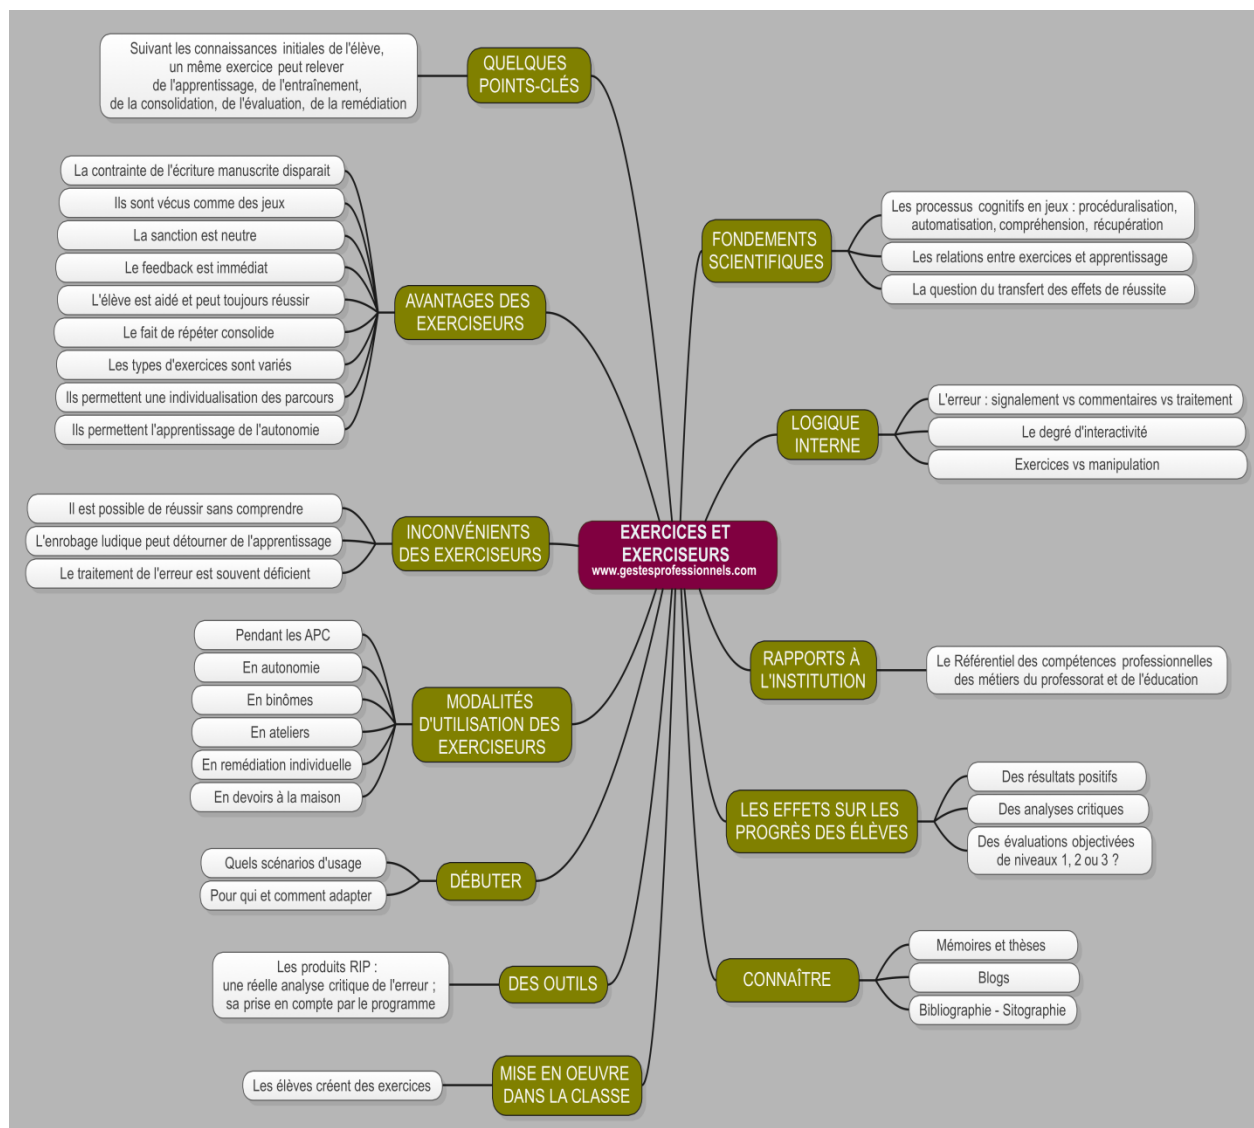 EXERCICES ET
EXERCISEURS
www.gestesprofessionnels.com
QUELQUES
POINTS-CLÉS
Suivant les connaissances initiales de l'élève,
un même exercice peut relever
de l'apprentissage, de l'entraînement,
de la consolidation, de l'évaluation, de la remédiation
AVANTAGES DES
EXERCISEURS
La contrainte de l'écriture manuscrite disparait
Ils sont vécus comme des jeux
La sanction est neutre
Le feedback est immédiat
L'élève est aidé et peut toujours réussir
Le fait de répéter consolide
Les types d'exercices sont variés
Ils permettent une individualisation des parcours
Ils permettent l'apprentissage de l'autonomie
INCONVÉNIENTS
DES EXERCISEURS
Il est possible de réussir sans comprendre
L'enrobage ludique peut détourner de l'apprentissage
Le traitement de l'erreur est souvent déficient
MODALITÉS
D'UTILISATION DES
EXERCISEURS
Pendant les APC
En autonomie
En binômes
En ateliers
En remédiation individuelle
En devoirs à la maison
DÉBUTER
Quels scénarios d'usage
Pour qui et comment adapter
DES OUTILS
Les produits RIP :
une réelle analyse critique de l'erreur ;
sa prise en compte par le programme
MISE EN OEUVRE
DANS LA CLASSE
Les élèves créent des exercices
FONDEMENTS
SCIENTIFIQUES
Les processus cognitifs en jeux : procéduralisation,
automatisation, compréhension, récupération
Les relations entre exercices et apprentissage
La question du transfert des effets de réussite
LOGIQUE
INTERNE
L'erreur : signalement vs commentaires vs traitement
Le degré d'interactivité
Exercices vs manipulation
RAPPORTS À
L'INSTITUTION
Le Référentiel des compétences professionnelles
des métiers du professorat et de l'éducation
LES EFFETS SUR LES
PROGRÈS DES ÉLÈVES
Des résultats positifs
Des analyses critiques
Des évaluations objectivées
de niveaux 1, 2 ou 3 ?
CONNAÎTRE
Mémoires et thèses
Blogs
Bibliographie - Sitographie